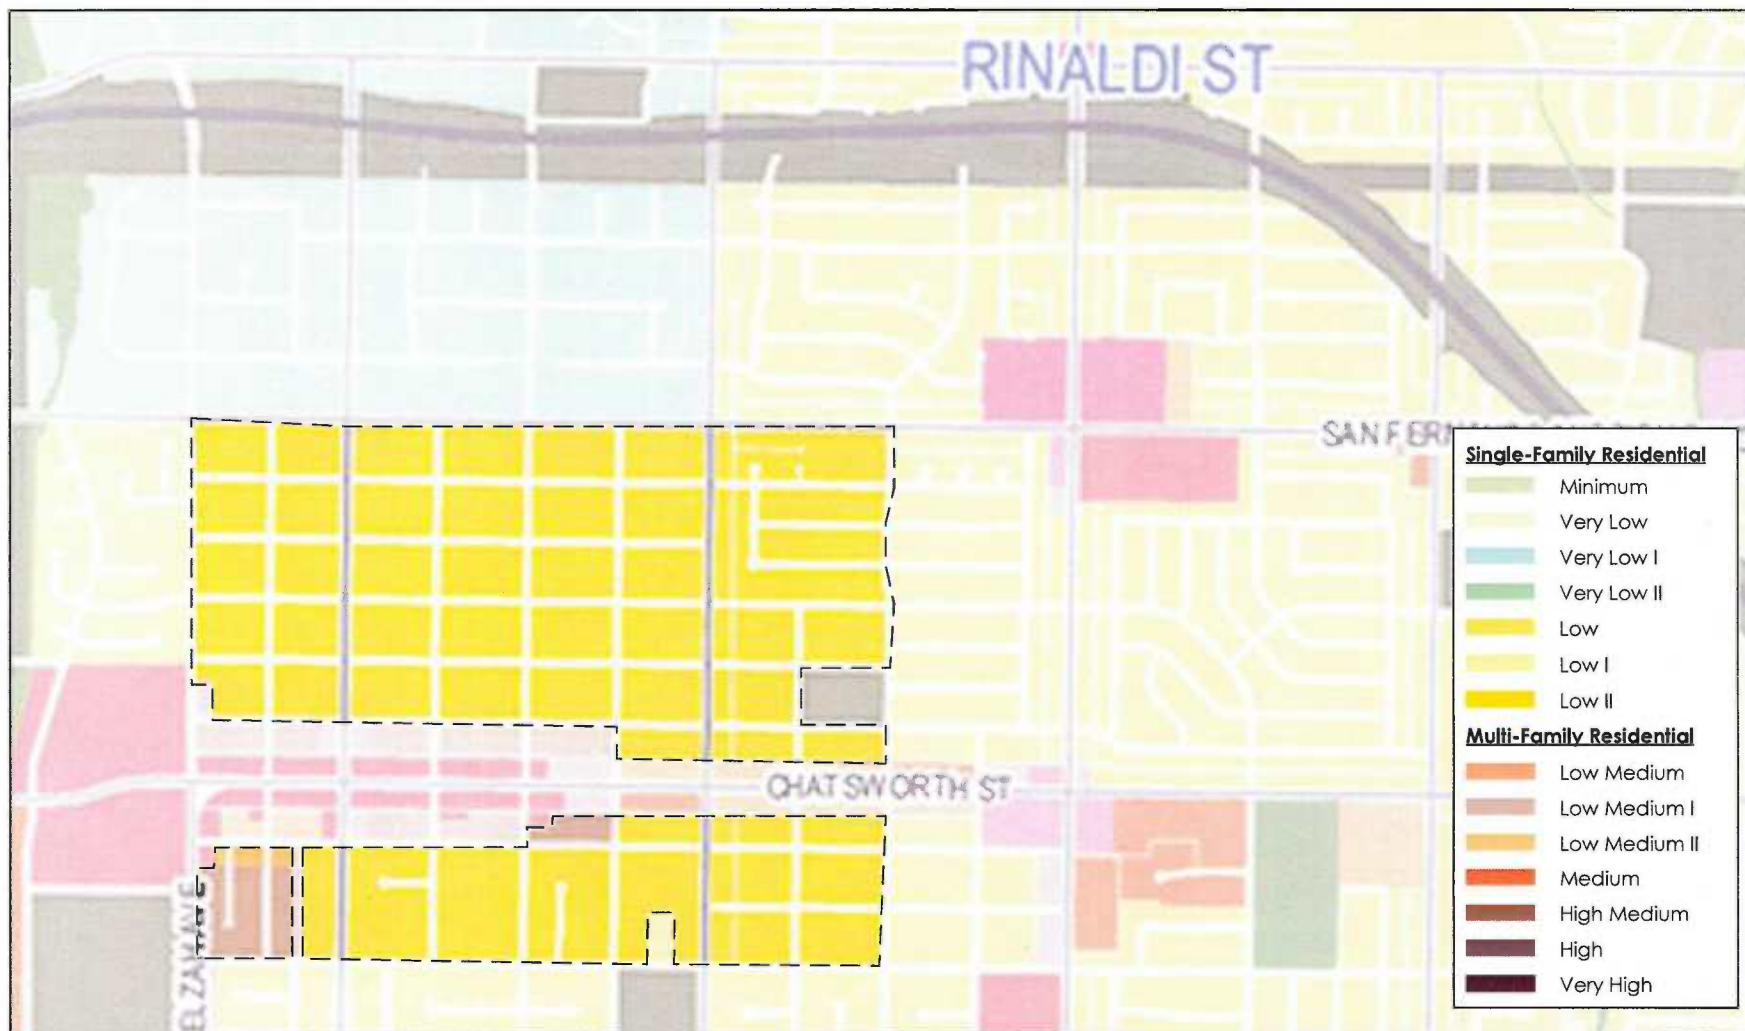 RINALDI ST
SAN FERN
Single-Family Residential
Minimum
Very Low
Very Low I
Very Low II
Low
Low I
Low II
Multi-Family Residential
Low Medium
Low Medium I
Low Medium II
Medium
High Medium
High
Very High
CHATSWORTH ST